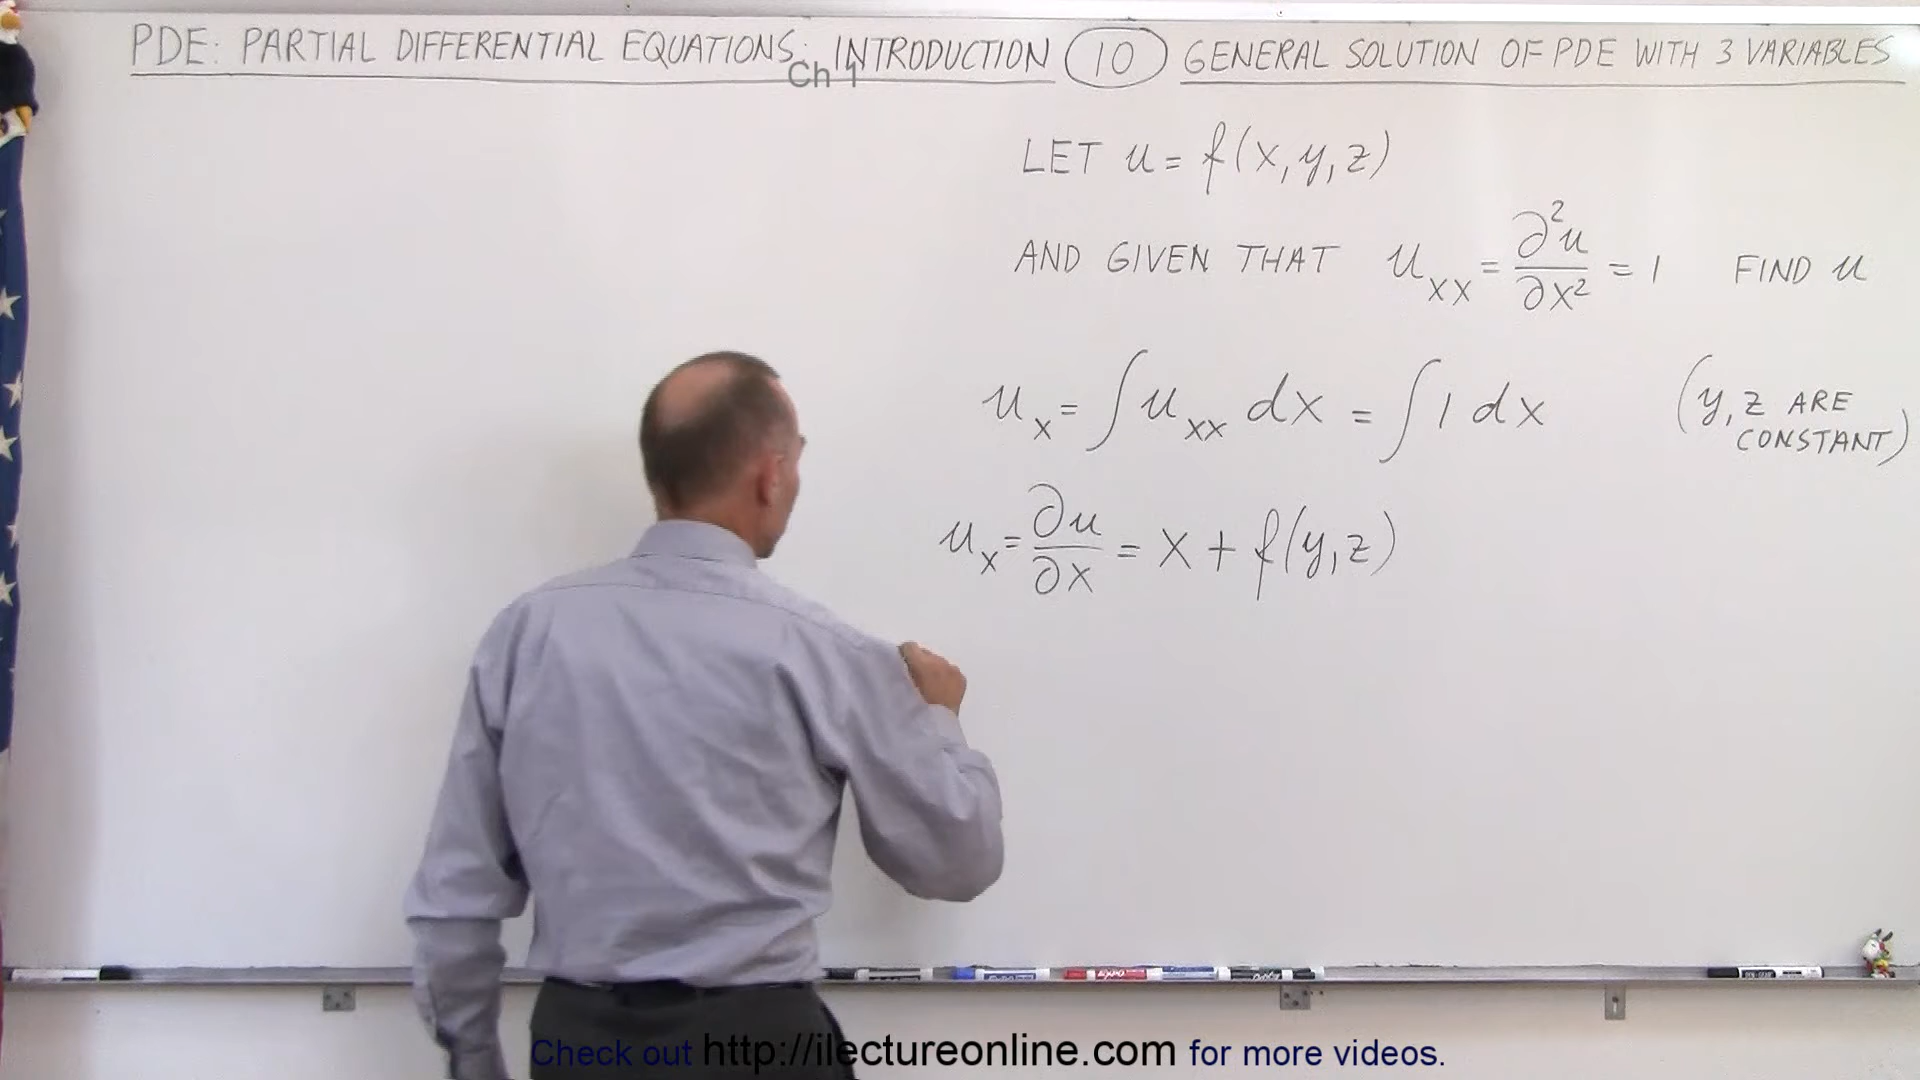 PDE: PARTIAL DIFFERENTIAL EQUATIONS: INTRODUCTION 10 GENERAL SOLUTION OF PDE WITH 3 VARIABLES
Ch 1
LET u = f(x, y, z)
AND GIVEN THAT u_xx = ∂²u/∂x² = 1 FIND u
u_x = ∫ u_xx dx = ∫ 1 dx (y, z ARE
CONSTANT)
u_x = ∂u/∂x = x + f(y, z)
EXPO
Check out http://ilectureonline.com for more videos.